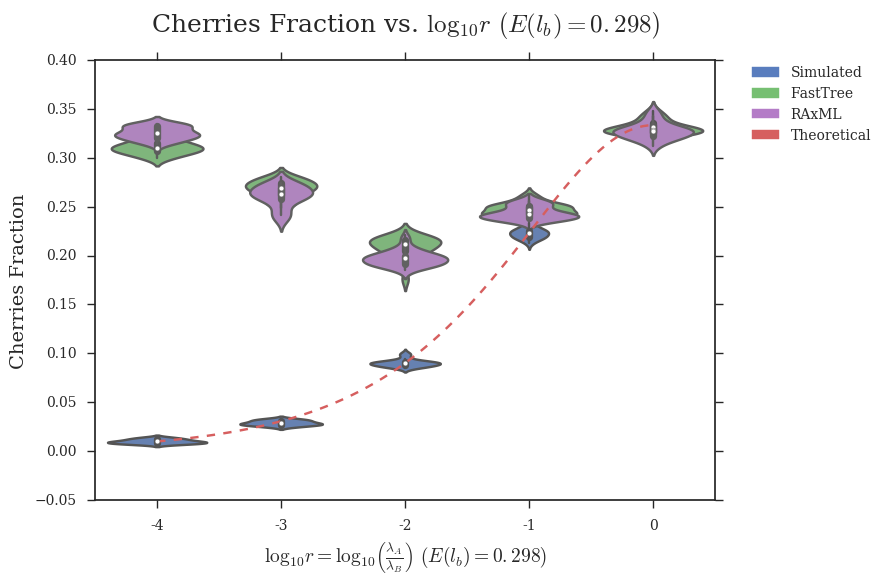 Cherries Fraction vs. log₁₀r (E(l_b)=0.298)
Simulated
FastTree
RAxML
Theoretical
Cherries Fraction
0.40
0.35
0.30
0.25
0.20
0.15
0.10
0.05
0.00
−0.05
-4 -3 -2 -1 0
log₁₀r = log₁₀(λ_A/λ_B) (E(l_b)=0.298)